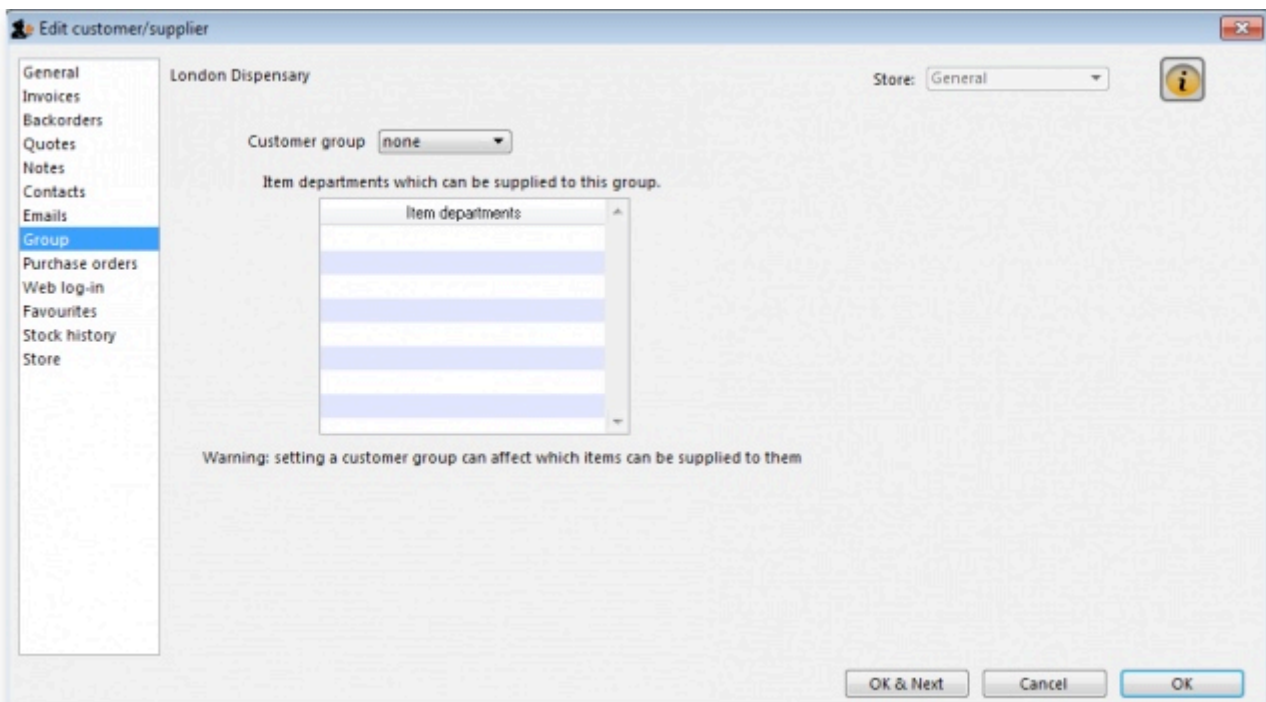 Edit customer/supplier
General
Invoices
Backorders
Quotes
Notes
Contacts
Emails
Group
Purchase orders
Web log-in
Favourites
Stock history
Store
London Dispensary
Store: General
Customer group none
Item departments which can be supplied to this group.
Item departments
Warning: setting a customer group can affect which items can be supplied to them
OK & Next Cancel OK